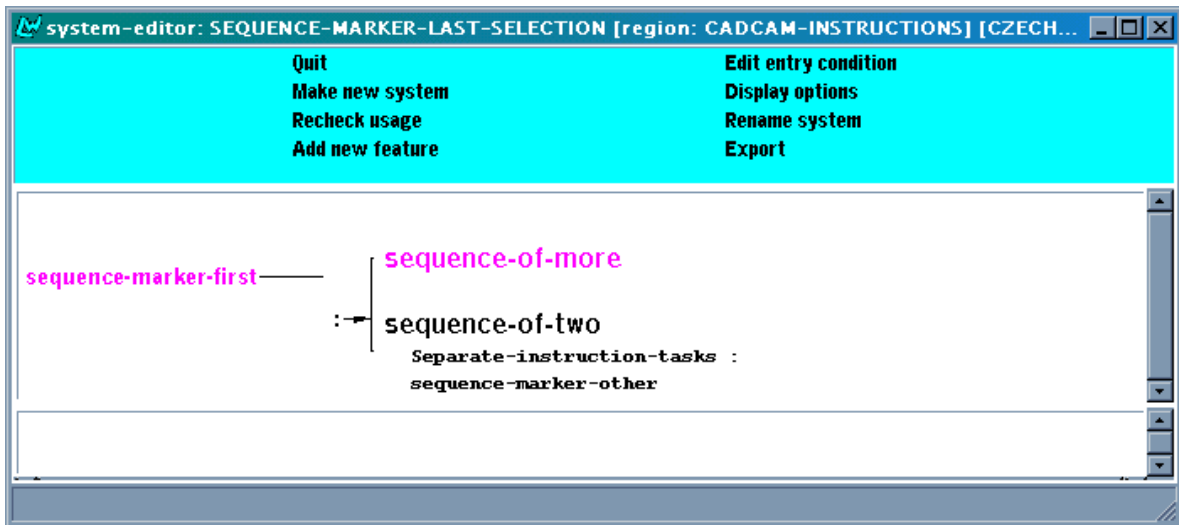 system-editor: SEQUENCE-MARKER-LAST-SELECTION [region: CADCAM-INSTRUCTIONS] [CZECH...
Quit Edit entry condition
Make new system Display options
Recheck usage Rename system
Add new feature Export
sequence-of-more
sequence-marker-first
:
sequence-of-two
Separate-instruction-tasks :
sequence-marker-other